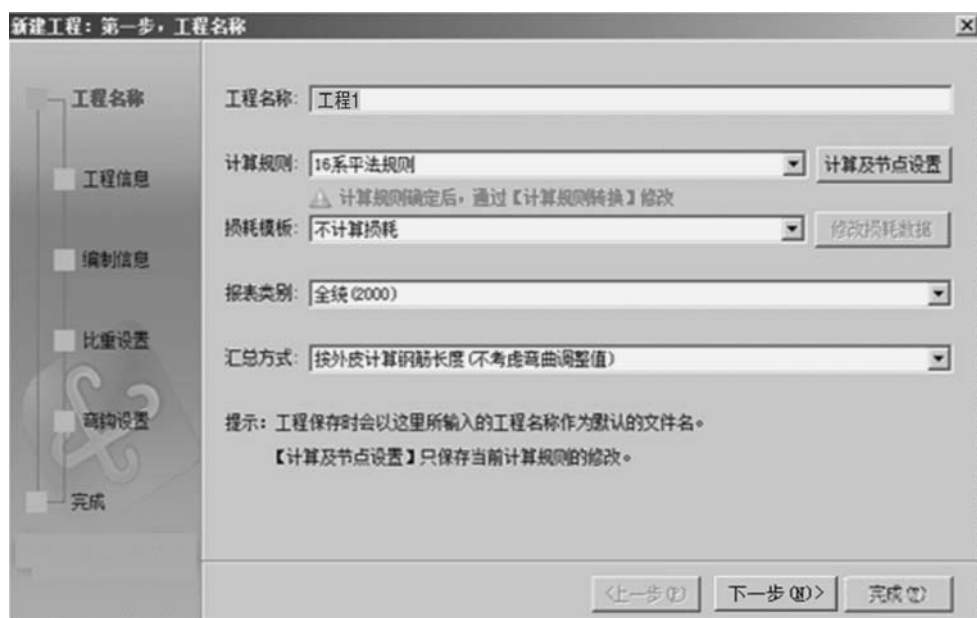 新建工程：第一步，工程名称
工程名称
工程信息
编制信息
比重设置
弯钩设置
完成
工程名称: 工程1
计算规则: 16系平法规则 计算及节点设置
计算规则确定后，通过【计算规则转换】修改
损耗模板: 不计算损耗 修改损耗数据
报表类别: 全统(2000)
汇总方式: 按外皮计算钢筋长度(不考虑弯曲调整值)
提示：工程保存时会以这里所输入的工程名称作为默认的文件名。
【计算及节点设置】只保存当前计算规则的修改。
<上一步(P) 下一步(N)> 完成(T)